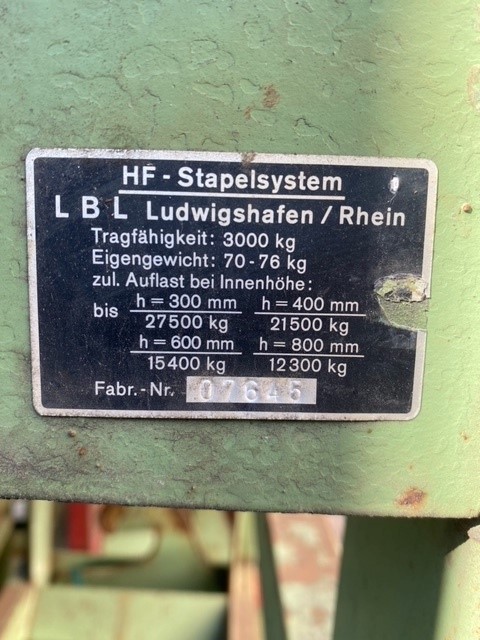 HF - Stapelsystem
L B L Ludwigshafen / Rhein
Tragfähigkeit: 3000 kg
Eigengewicht: 70 - 76 kg
zul. Auflast bei Innenhöhe:
bis h = 300 mm h = 400 mm
27500 kg 21500 kg
h = 600 mm h = 800 mm
15400 kg 12300 kg
Fabr. - Nr. 07645